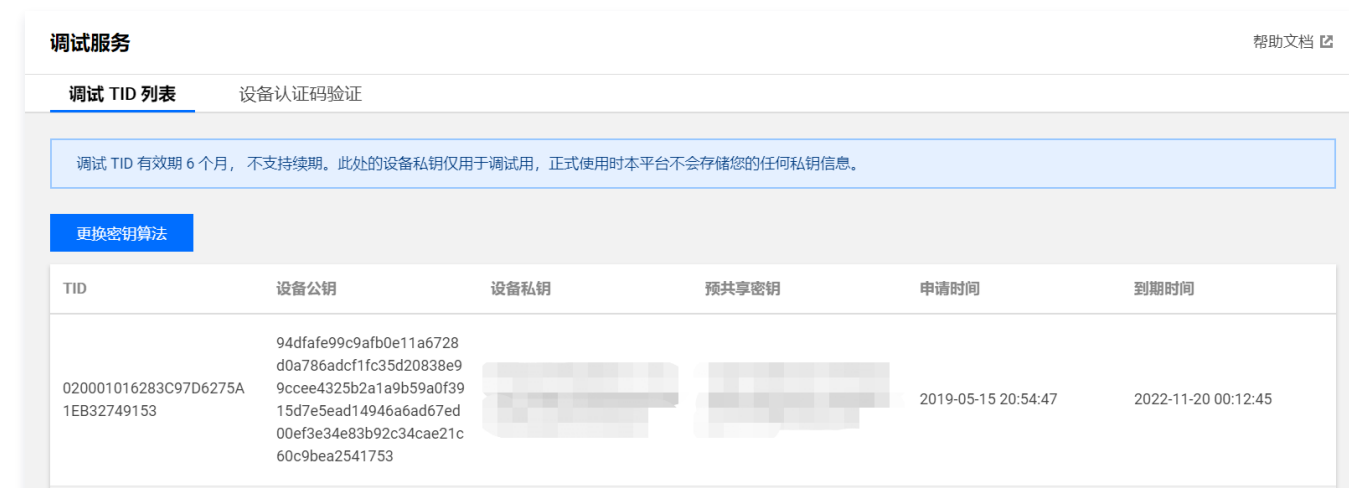 调试服务
帮助文档
调试 TID 列表
设备认证码验证
调试 TID 有效期 6 个月， 不支持续期。此处的设备私钥仅用于调试用，正式使用时本平台不会存储您的任何私钥信息。
更换密钥算法
TID 设备公钥 设备私钥 预共享密钥 申请时间 到期时间
020001016283C97D6275A
1EB32749153
94dfafe99c9afb0e11a6728
d0a786adcf1fc35d20838e9
9ccee4325b2a1a9b59a0f39
15d7e5ead14946a6ad67ed
00ef3e34e83b92c34cae21c
60c9bea2541753
2019-05-15 20:54:47
2022-11-20 00:12:45